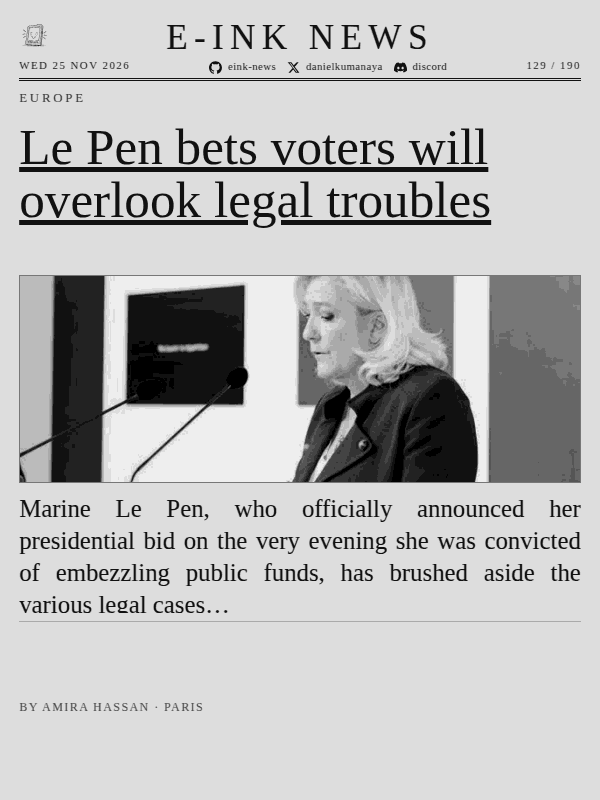 E-INK NEWS
WED 25 NOV 2026
eink-news danielkumanaya discord
129 / 190
EUROPE
Le Pen bets voters will
overlook legal troubles
Marine Le Pen, who officially announced her
presidential bid on the very evening she was convicted
of embezzling public funds, has brushed aside the
various legal cases…
BY AMIRA HASSAN · PARIS